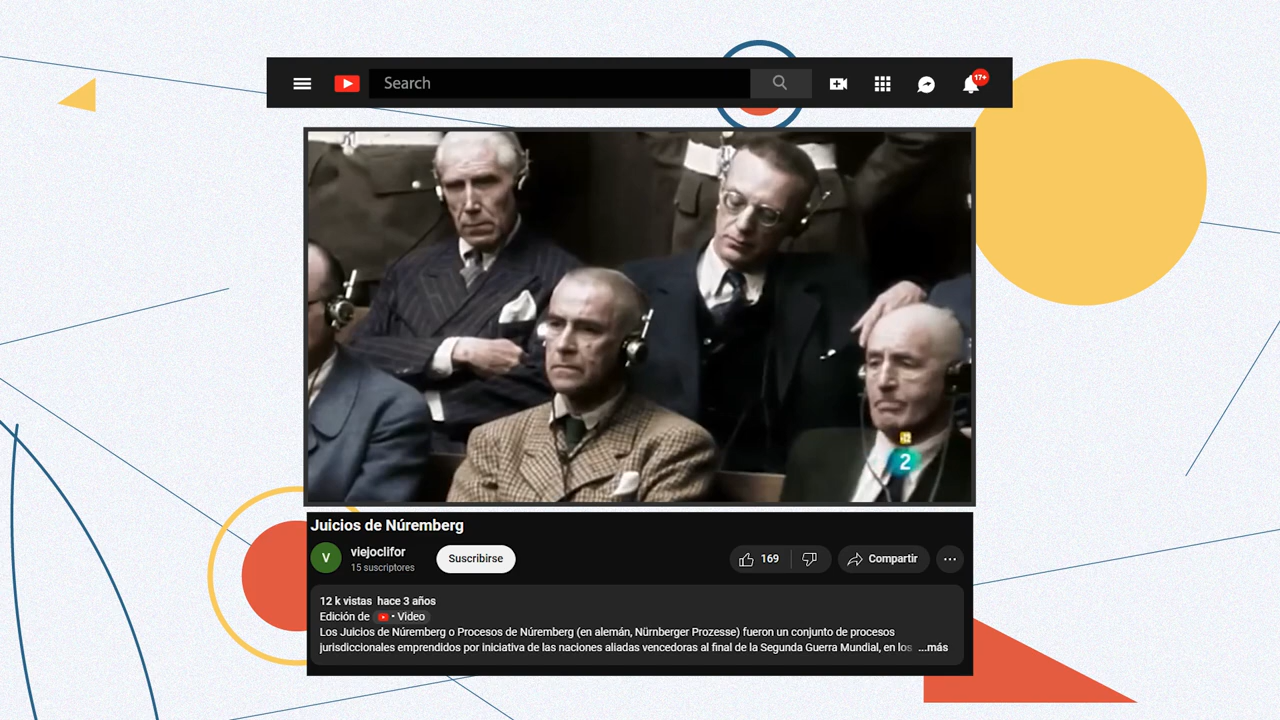 Search
17+
2
Juicios de Núremberg
V
viejoclifor
15 suscriptores
Suscribirse
169
Compartir
12 k vistas hace 3 años
Edición de • Video
Los Juicios de Núremberg o Procesos de Núremberg (en alemán, Nürnberger Prozesse) fueron un conjunto de procesos
jurisdiccionales emprendidos por iniciativa de las naciones aliadas vencedoras al final de la Segunda Guerra Mundial, en los ...más